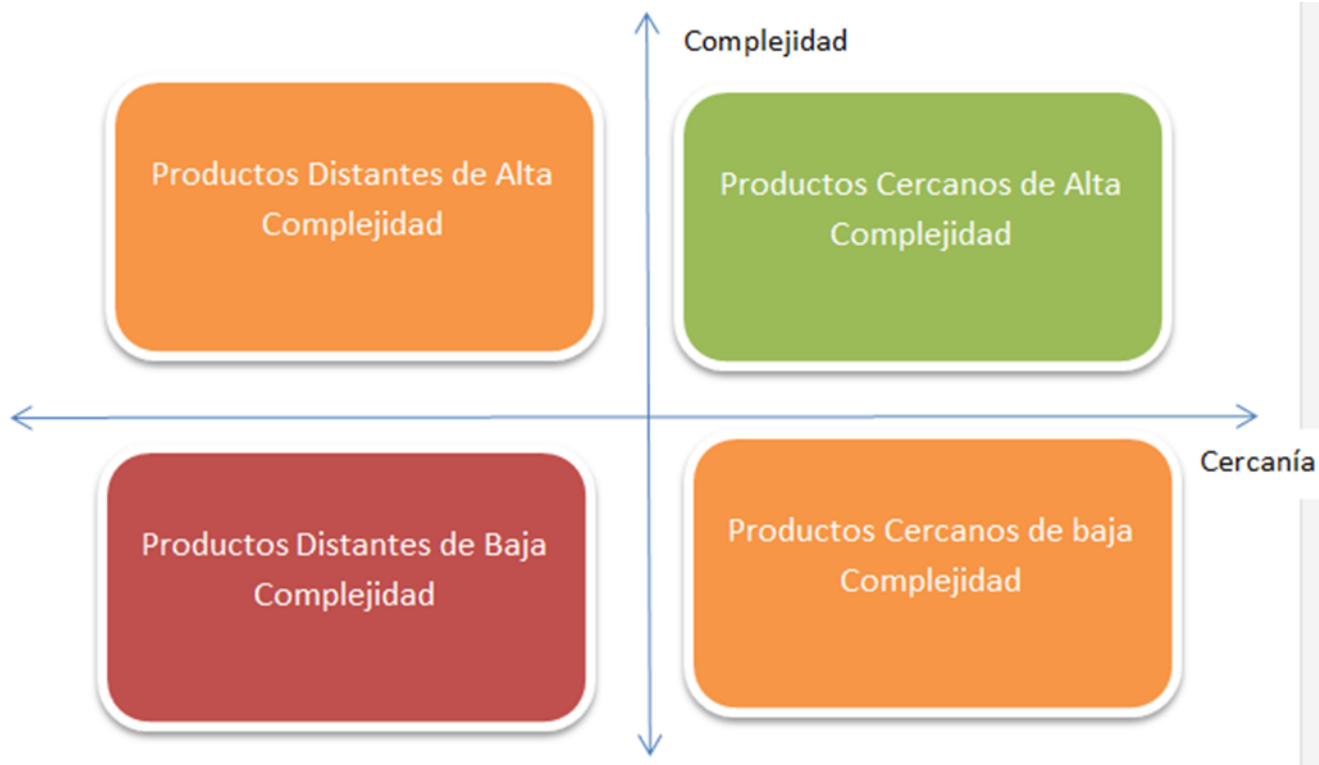 Complejidad
Productos Distantes de Alta
Complejidad
Productos Cercanos de Alta
Complejidad
Cercanía
Productos Distantes de Baja
Complejidad
Productos Cercanos de baja
Complejidad